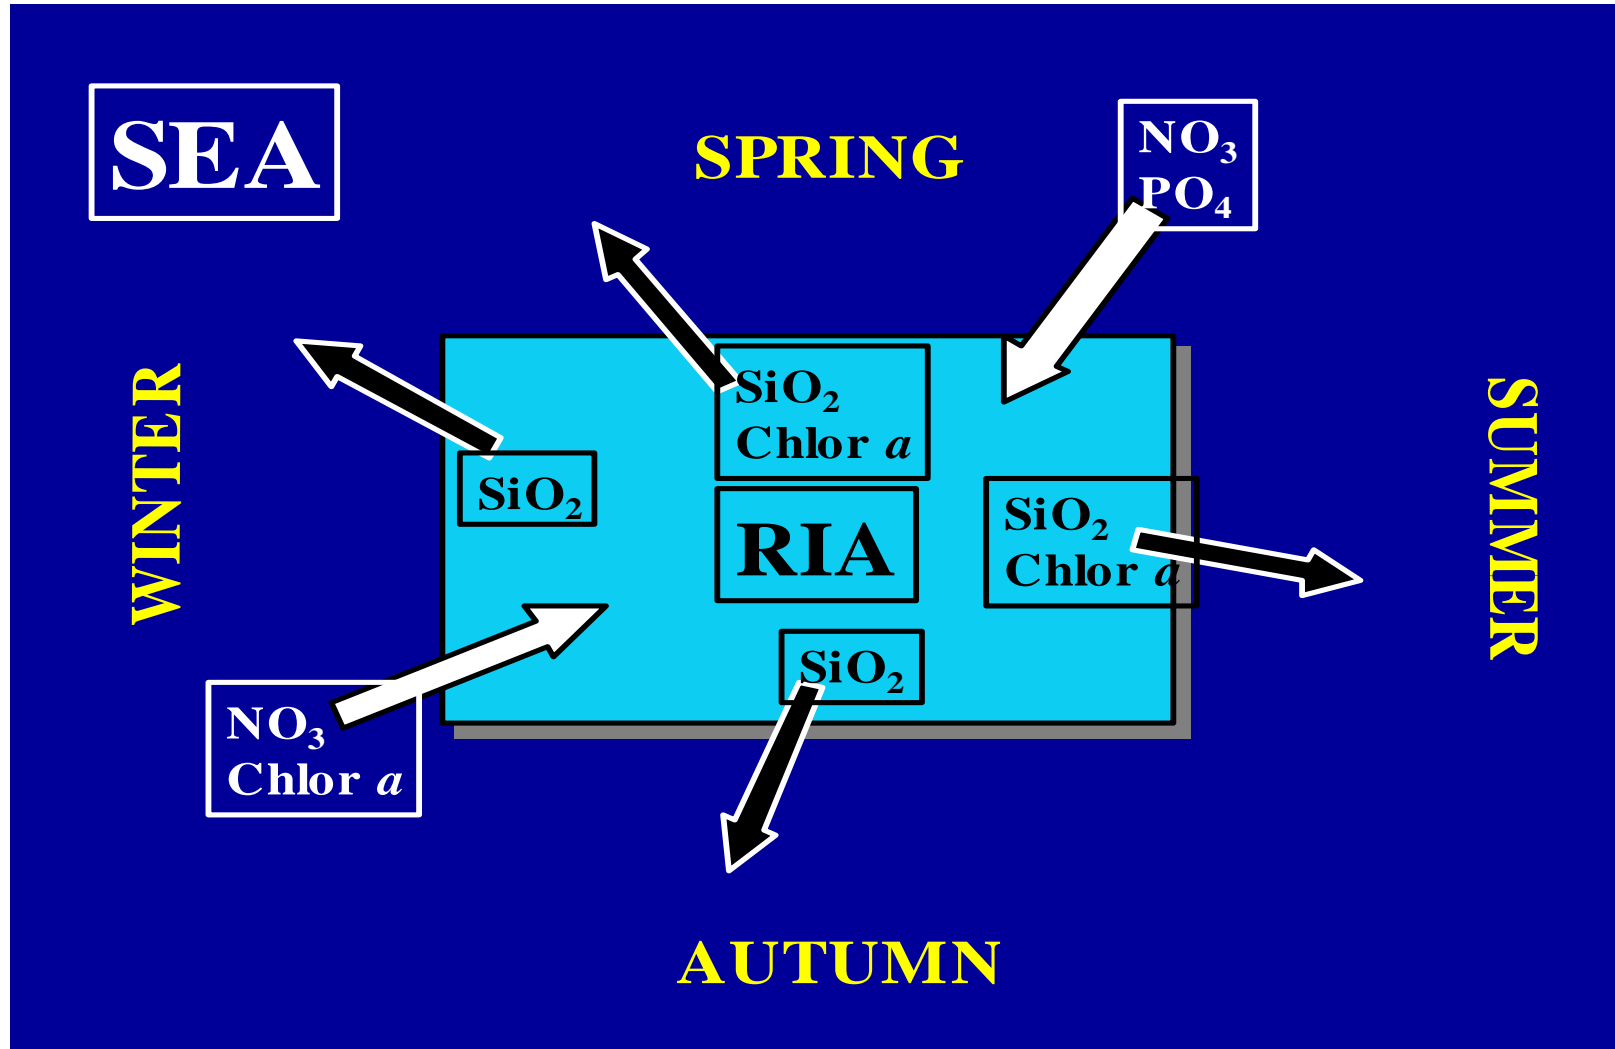 SEA
SPRING
NO₃
PO₄
WINTER
SiO₂
Chlor a
SUMMER
SiO₂
RIA
SiO₂
Chlor a
SiO₂
NO₃
Chlor a
AUTUMN